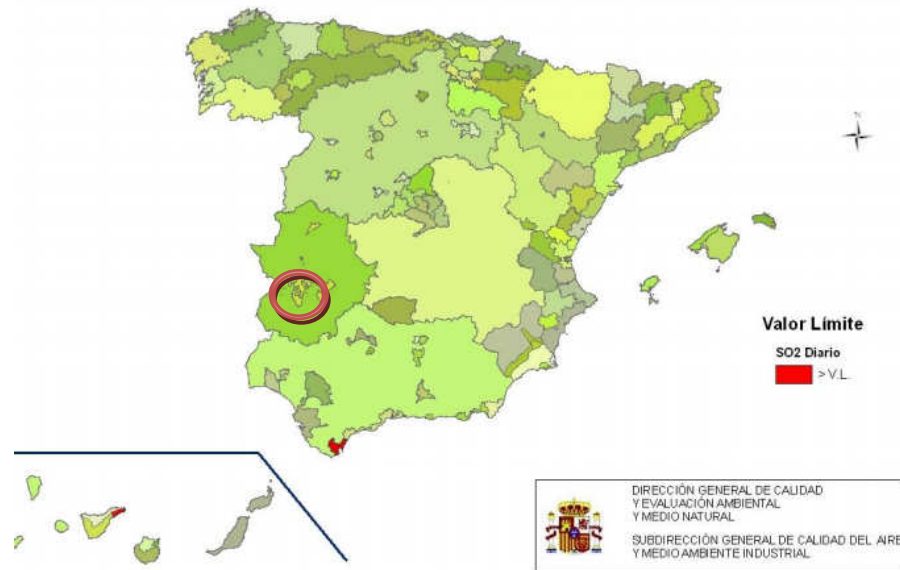 Valor Límite
SO2 Diario
> V.L.
DIRECCIÓN GENERAL DE CALIDAD
Y EVALUACIÓN AMBIENTAL
Y MEDIO NATURAL
SUBDIRECCIÓN GENERAL DE CALIDAD DEL AIRE
Y MEDIO AMBIENTE INDUSTRIAL